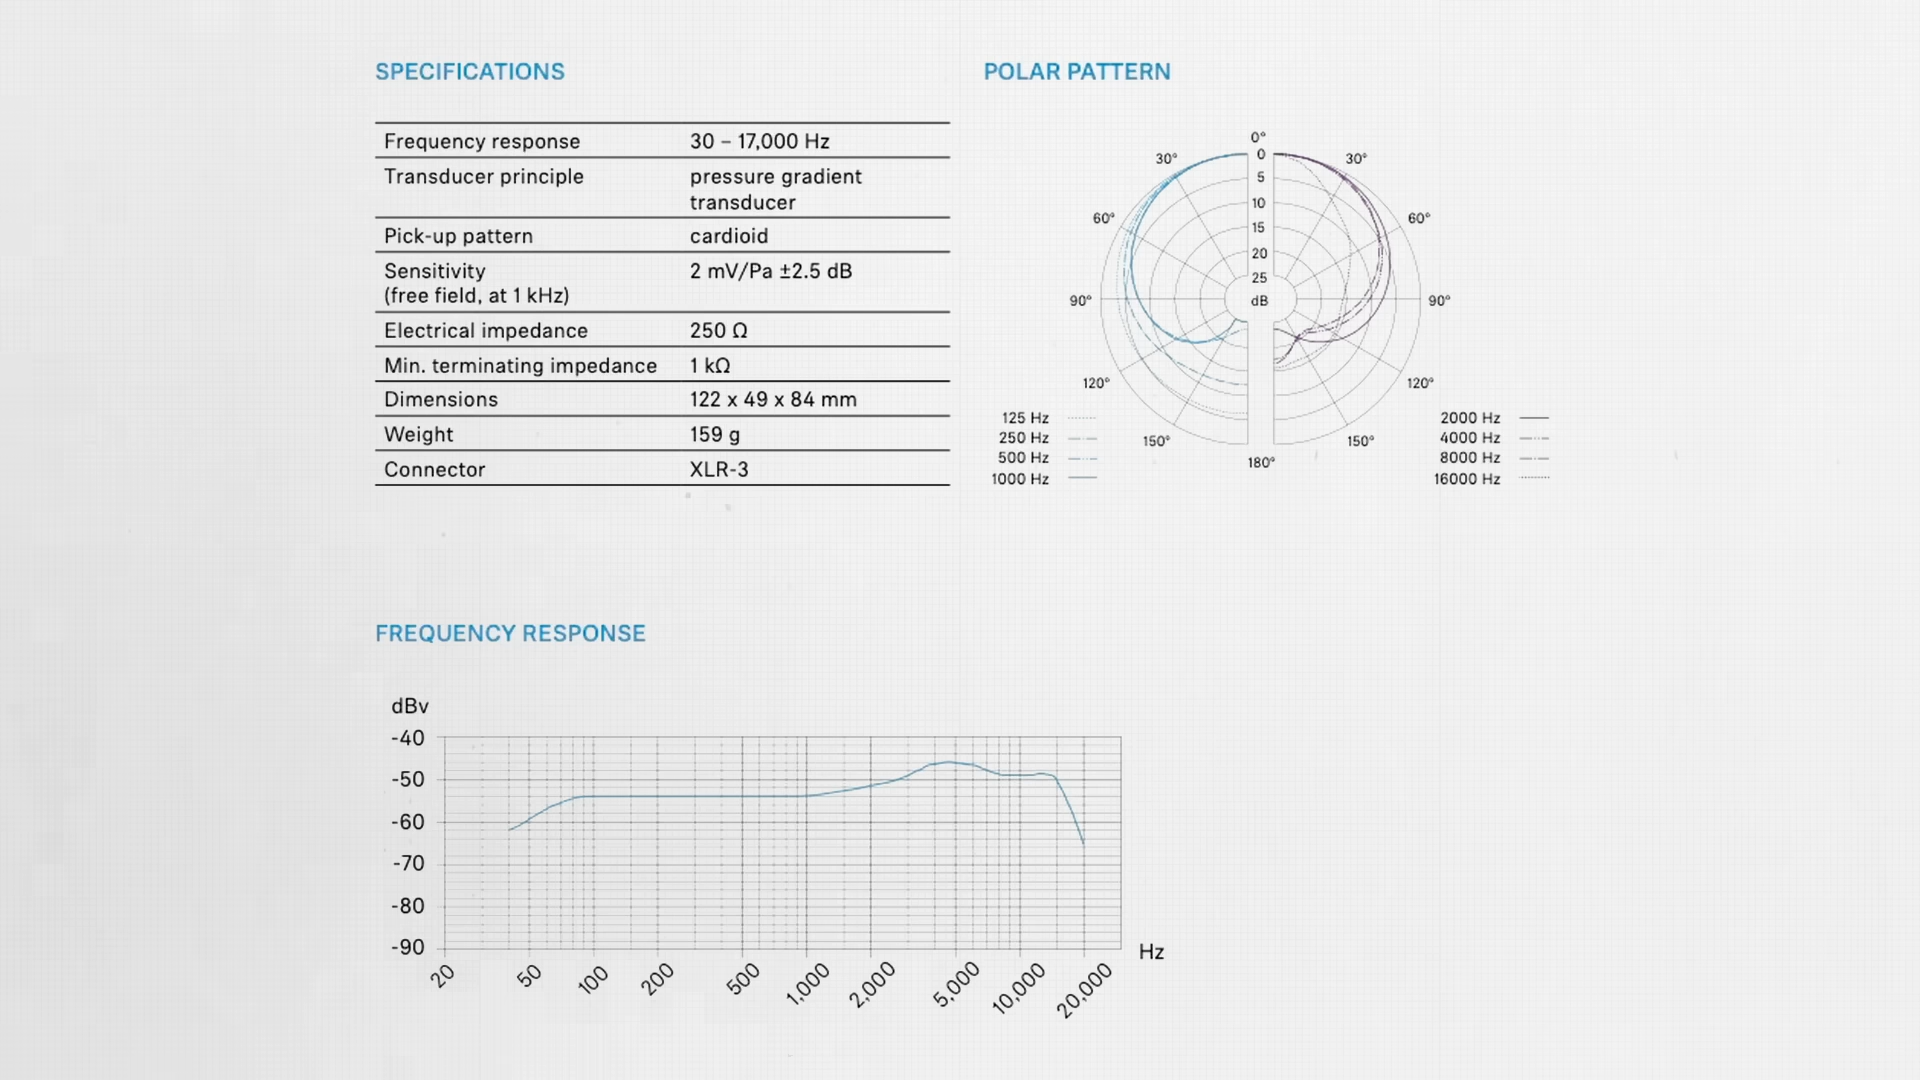 SPECIFICATIONS
Frequency response 30 – 17,000 Hz
Transducer principle pressure gradient
transducer
Pick-up pattern cardioid
Sensitivity 2 mV/Pa ±2.5 dB
(free field, at 1 kHz)
Electrical impedance 250 Ω
Min. terminating impedance 1 kΩ
Dimensions 122 x 49 x 84 mm
Weight 159 g
Connector XLR-3
POLAR PATTERN
0°
30° 0 30°
5
60° 10 60°
15
20
25
90° dB 90°
120° 120°
150° 150°
180°
125 Hz
250 Hz
500 Hz
1000 Hz
2000 Hz
4000 Hz
8000 Hz
16000 Hz
FREQUENCY RESPONSE
dBv
-40
-50
-60
-70
-80
-90
Hz
20 50 100 200 500 1,000 2,000 5,000 10,000 20,000